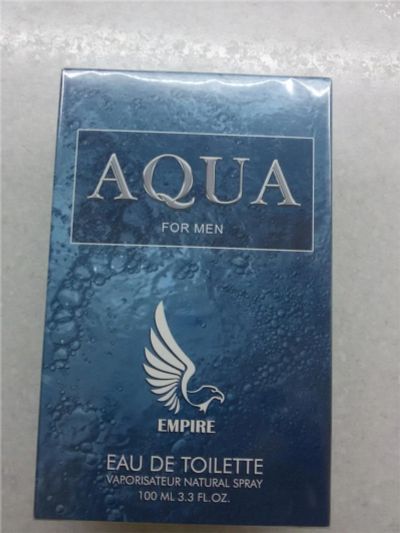 AQUA
FOR MEN
EMPIRE
EAU DE TOILETTE
VAPORISATEUR NATURAL SPRAY
100 ML 3.3 FL.OZ.